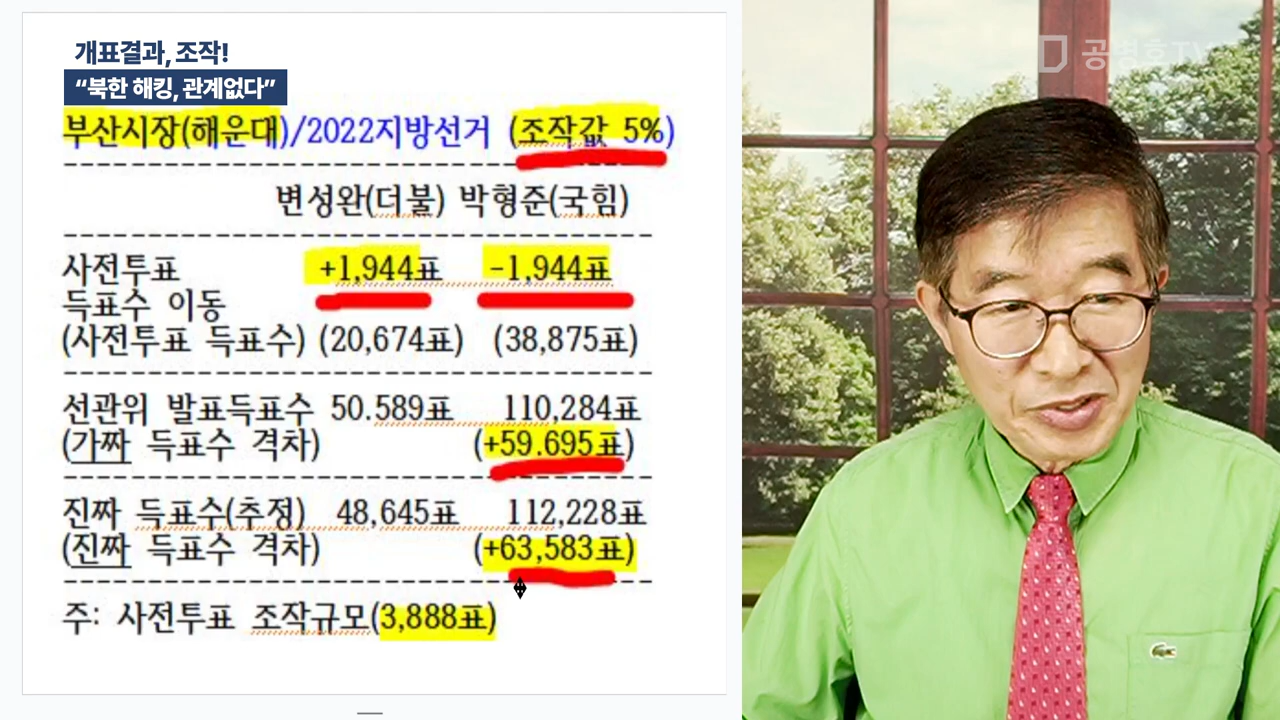 개표결과, 조작!
“북한 해킹, 관계없다”
부산시장(해운대)/2022지방선거 (조작값 5%)
변성완(더불) 박형준(국힘)
사전투표 +1,944표 -1,944표
득표수 이동
(사전투표 득표수) (20,674표) (38,875표)
선관위 발표득표수 50.589표 110,284표
(가짜 득표수 격차) (+59.695표)
진짜 득표수(추정) 48,645표 112,228표
(진짜 득표수 격차) (+63,583표)
주: 사전투표 조작규모(3,888표)
공병호TV